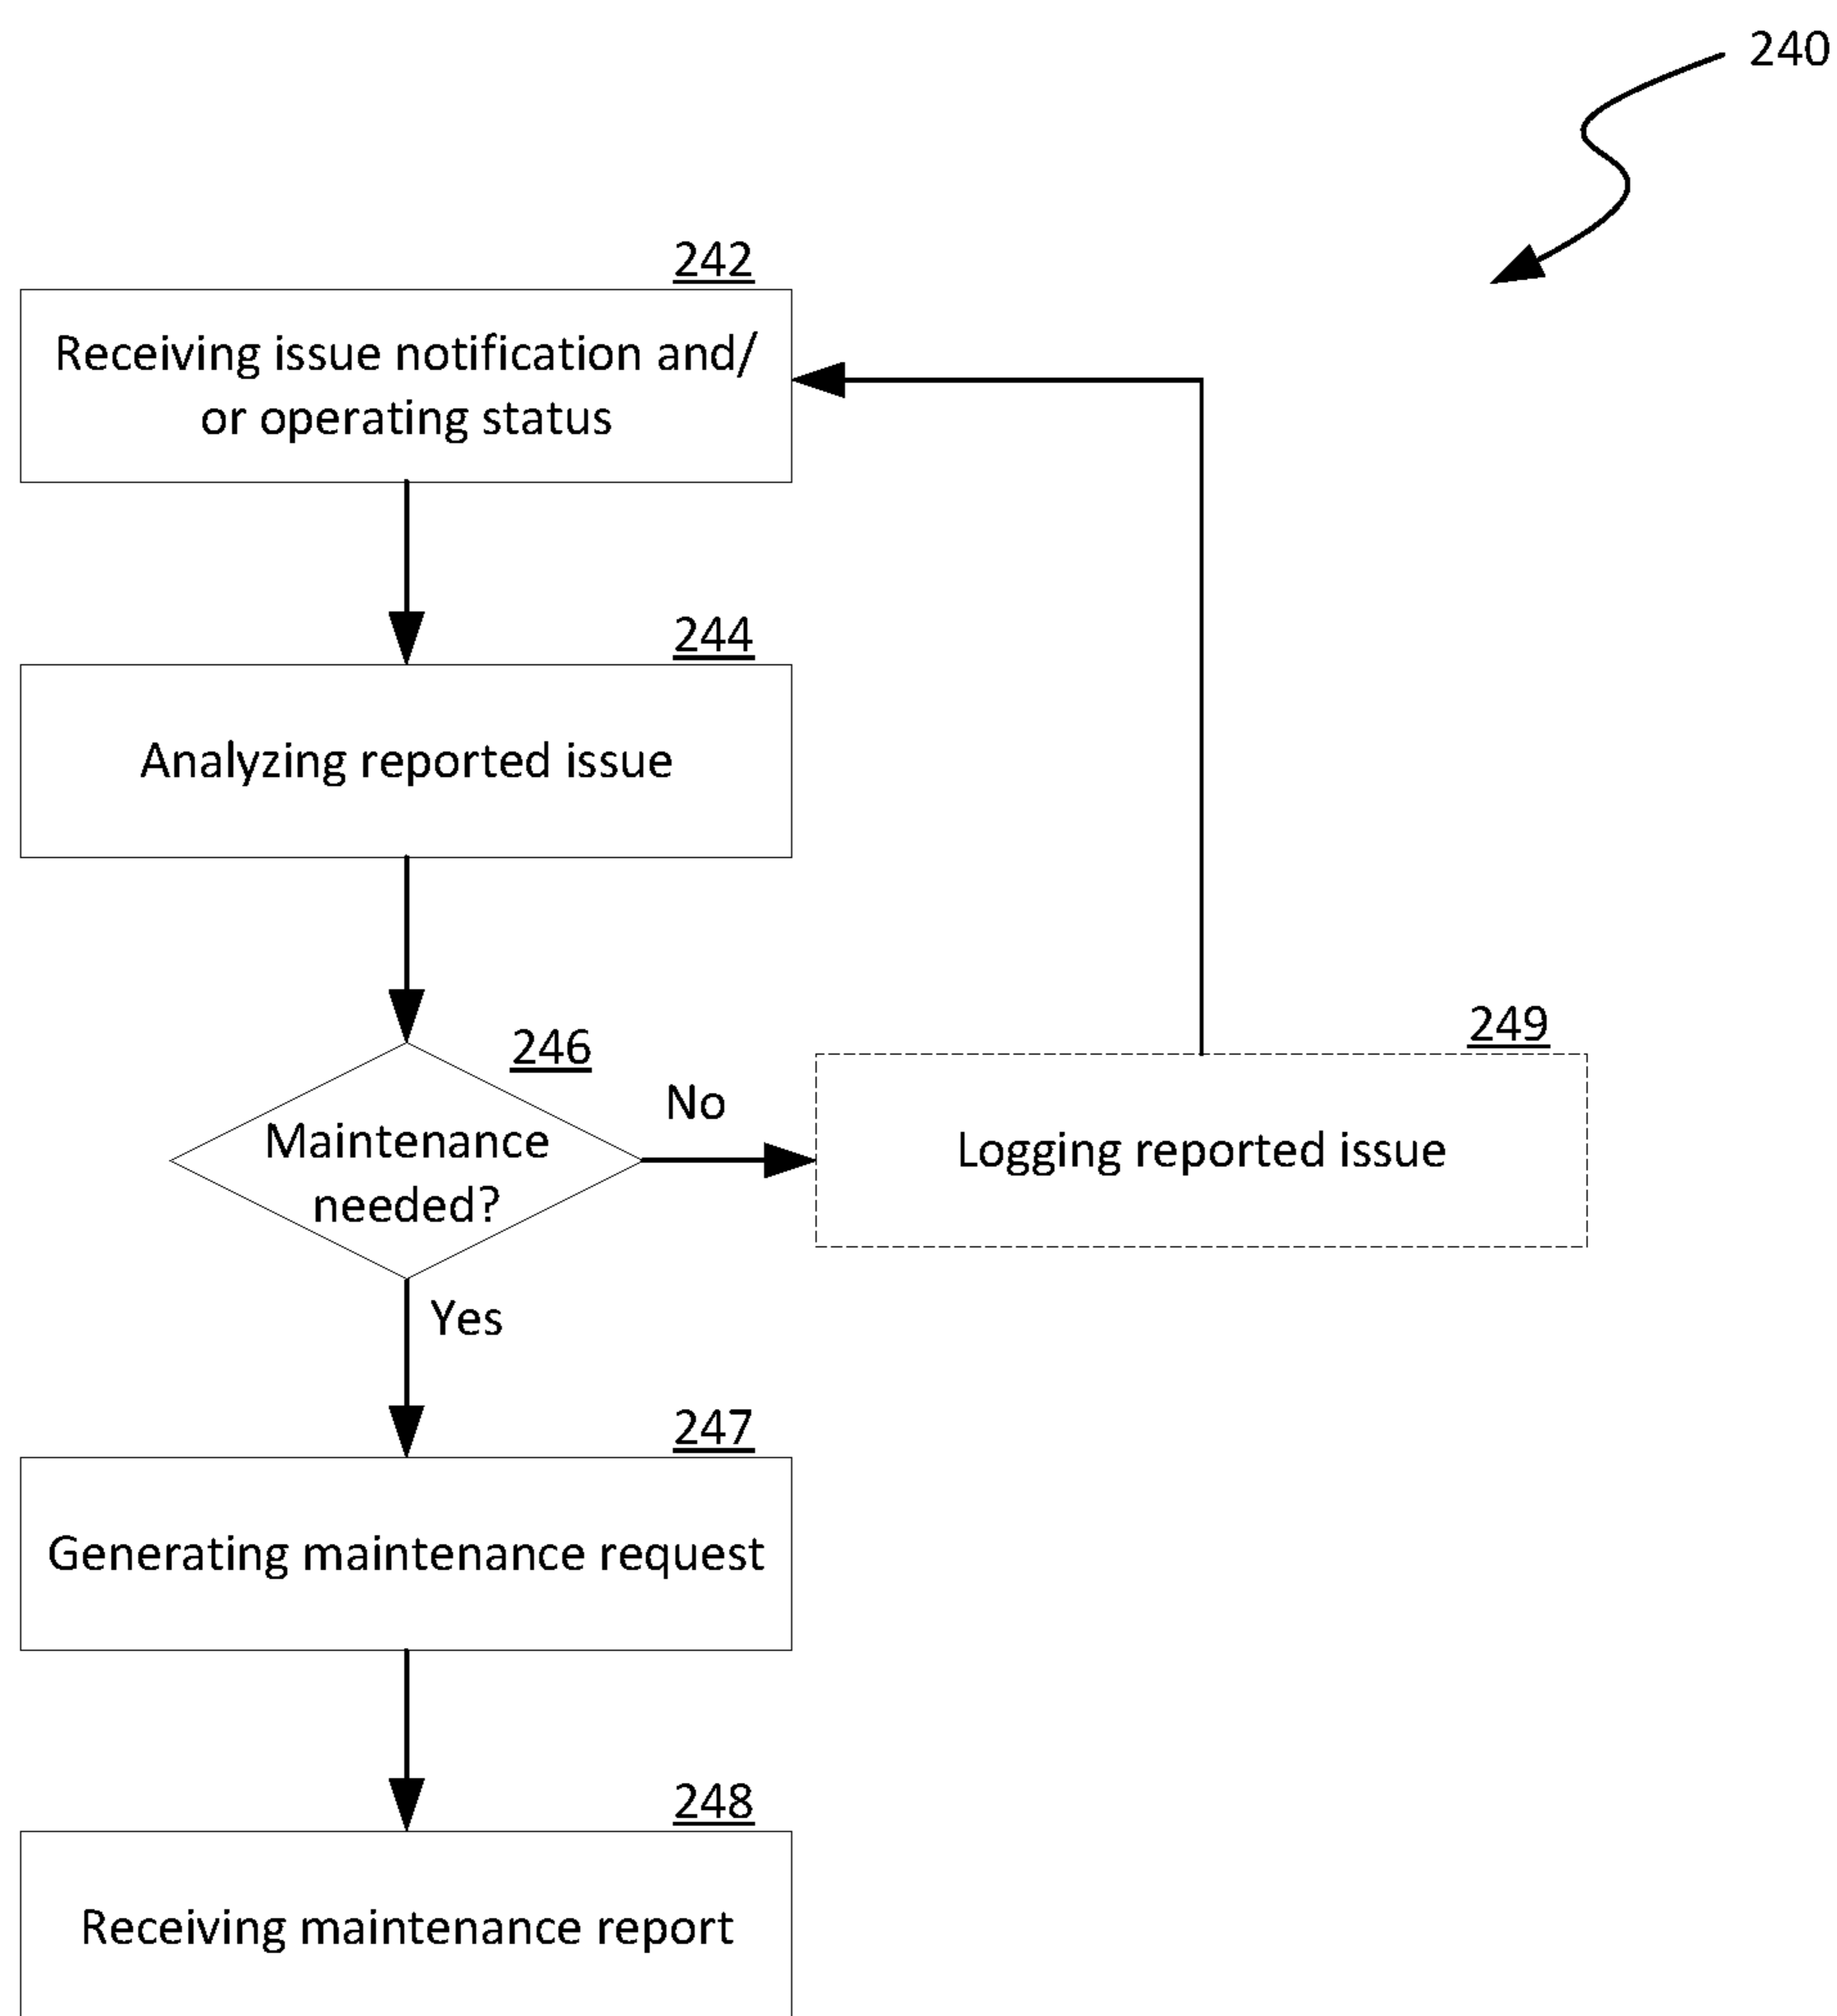 240
242
Receiving issue notification and/
or operating status
244
Analyzing reported issue
246
Maintenance
needed?
No
249
Logging reported issue
Yes
247
Generating maintenance request
248
Receiving maintenance report